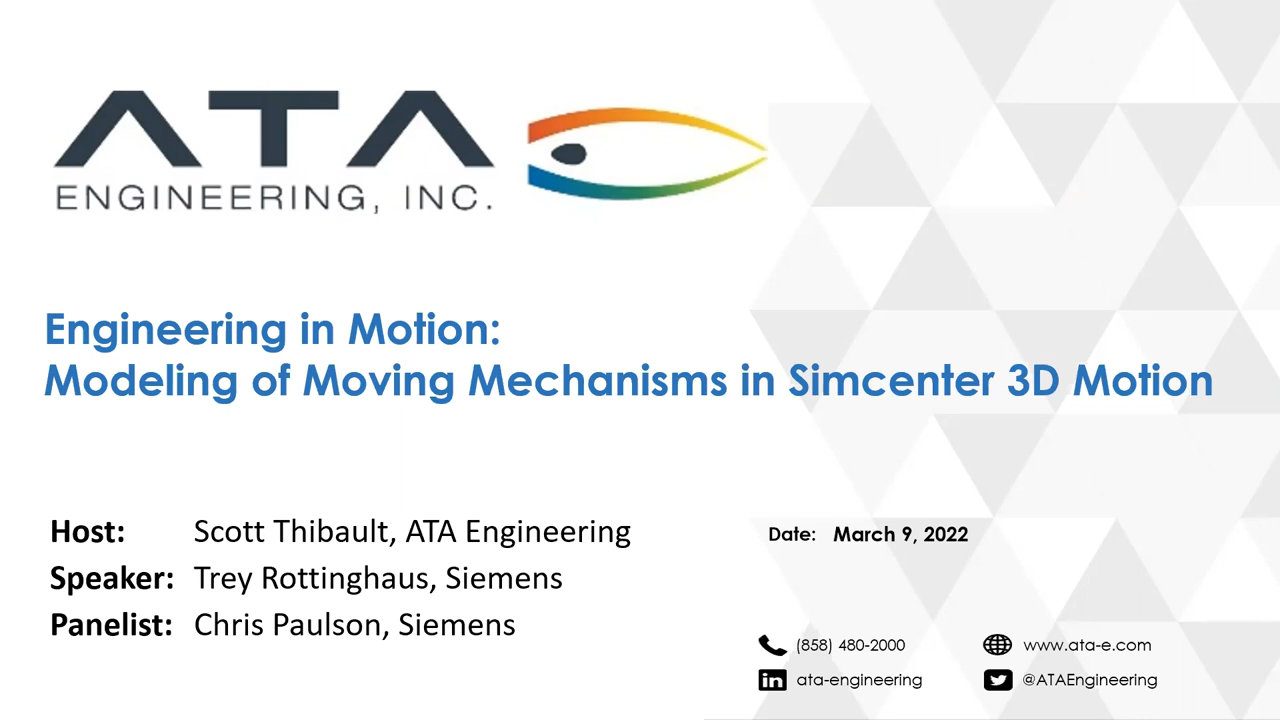 ATA
ENGINEERING, INC.
Engineering in Motion:
Modeling of Moving Mechanisms in Simcenter 3D Motion
Host: Scott Thibault, ATA Engineering
Speaker: Trey Rottinghaus, Siemens
Panelist: Chris Paulson, Siemens
Date: March 9, 2022
(858) 480-2000
www.ata-e.com
in ata-engineering
@ATAEngineering